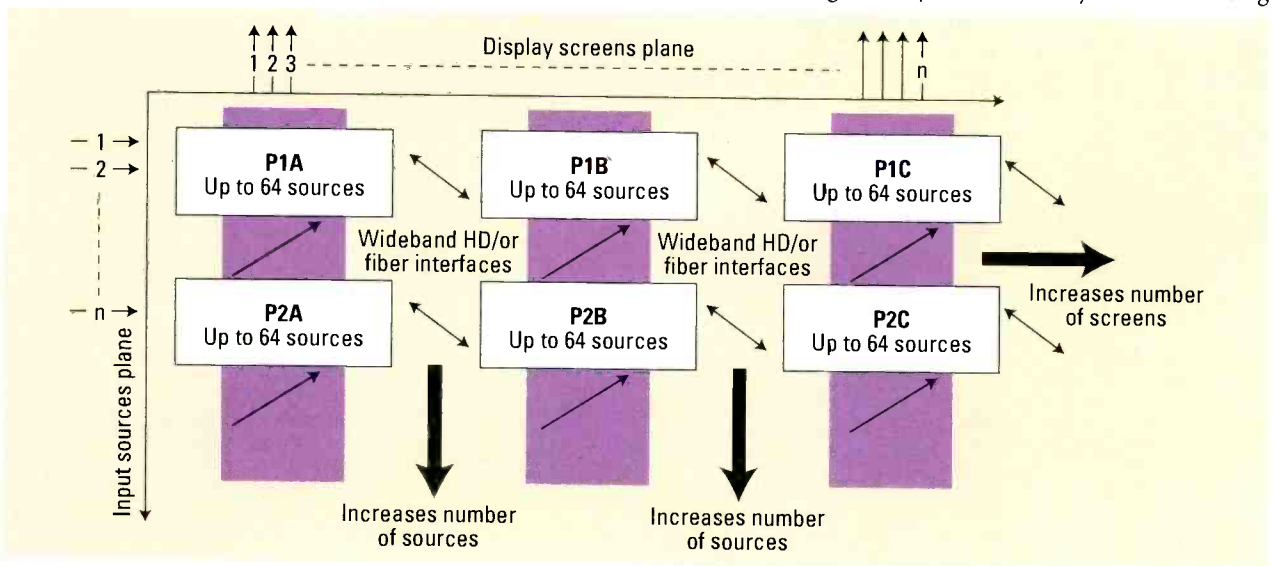 Display screens plane
1 2 3
n
1
2
n
Input sources plane
P1A
Up to 64 sources
P1B
Up to 64 sources
P1C
Up to 64 sources
Wideband HD/or
fiber interfaces
Wideband HD/or
fiber interfaces
P2A
Up to 64 sources
P2B
Up to 64 sources
P2C
Up to 64 sources
Increases number
of screens
Increases number
of sources
Increases number
of sources